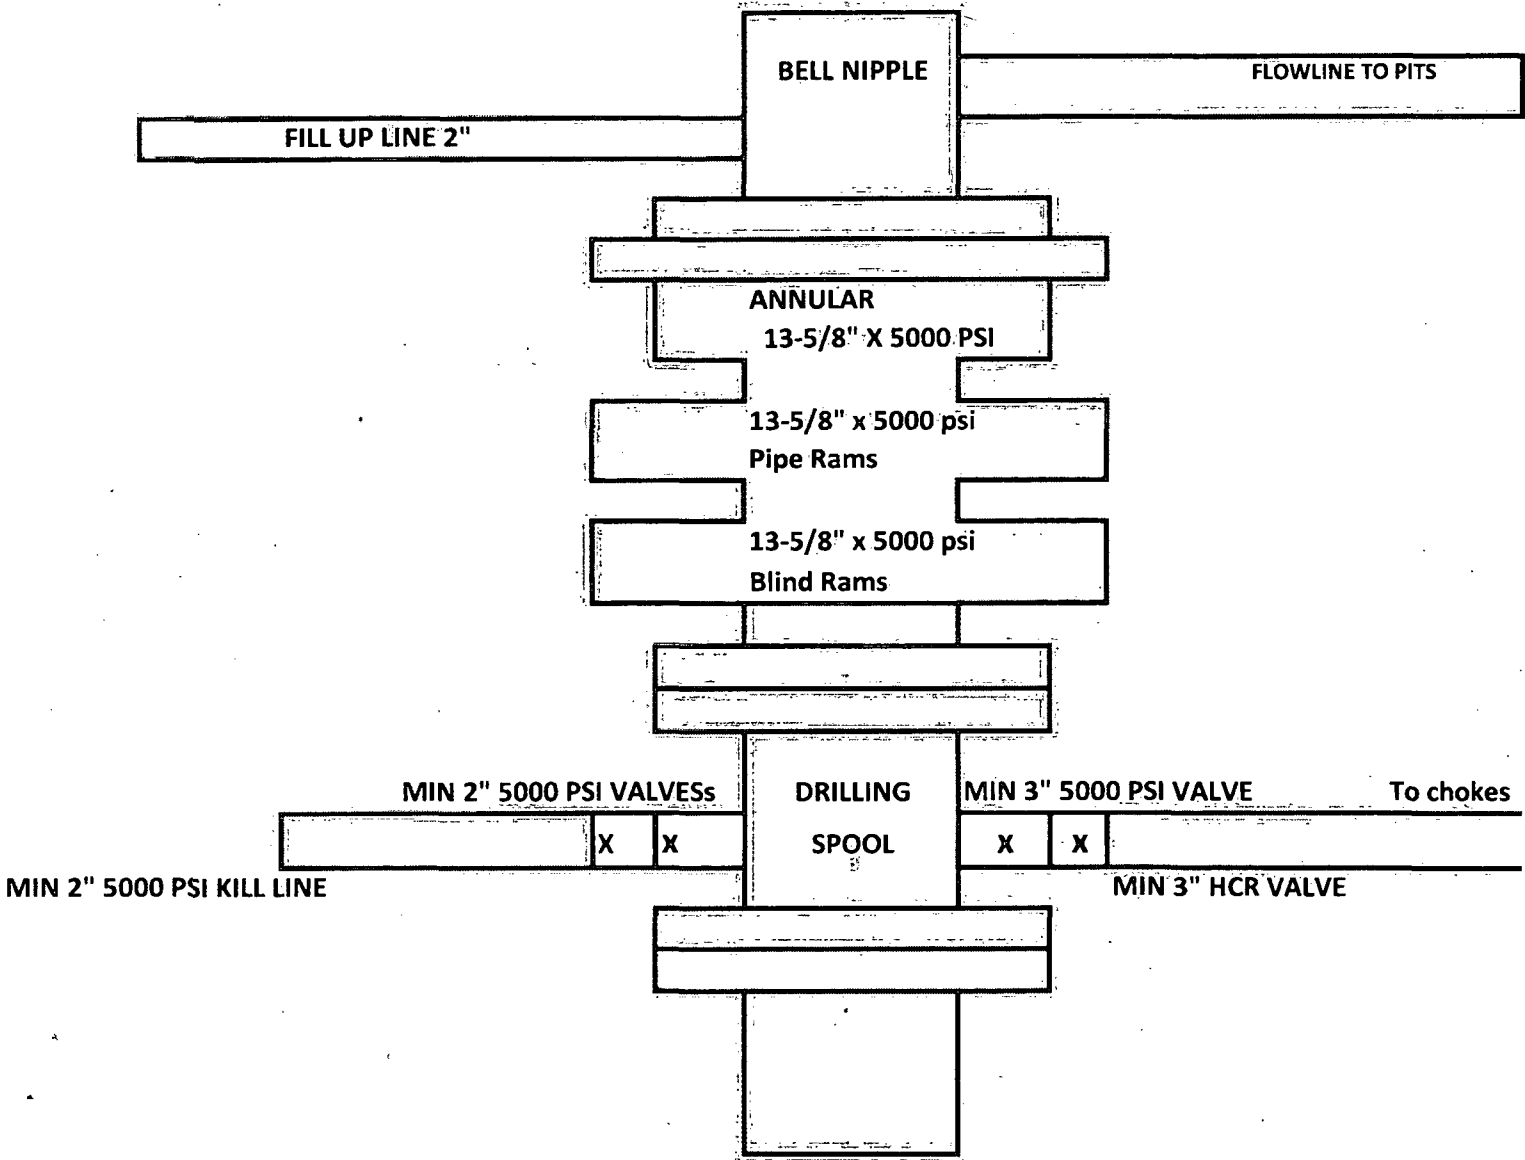 BELL NIPPLE
FLOWLINE TO PITS
FILL UP LINE 2"
ANNULAR
13-5/8" X 5000 PSI
13-5/8" x 5000 psi
Pipe Rams
13-5/8" x 5000 psi
Blind Rams
MIN 2" 5000 PSI VALVESs
DRILLING
MIN 3" 5000 PSI VALVE
To chokes
X X
SPOOL
X X
MIN 2" 5000 PSI KILL LINE
MIN 3" HCR VALVE